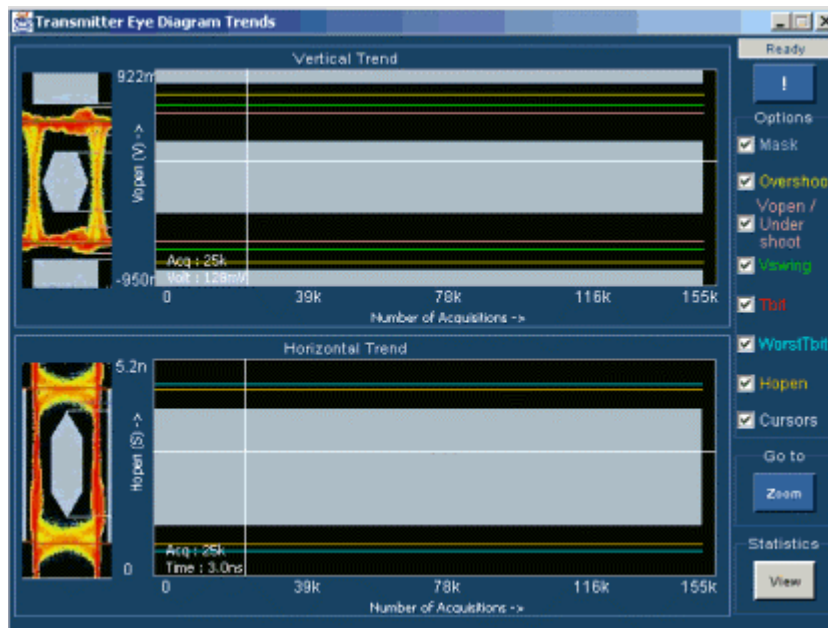 Transmitter Eye Diagram Trends
Vertical Trend
922m
Vopen (V) ->
-950m
Acq : 25k
Volt : 128mV
0 39k 78k 116k 155k
Number of Acquisitions ->
Horizontal Trend
5.2n
Hopen (S) ->
0
Acq : 25k
Time : 3.0ns
0 39k 78k 116k 155k
Number of Acquisitions ->
Ready
!
Options
Mask
Overshoo
Vopen /
Under
shoot
Vswing
Tbit
WorstTbit
Hopen
Cursors
Go to
Zoom
Statistics
View